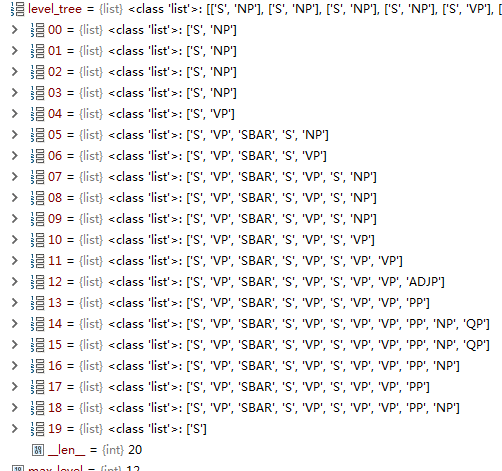 level_tree = {list} <class 'list'>: [['S', 'NP'], ['S', 'NP'], ['S', 'NP'], ['S', 'NP'], ['S', 'VP'], [
00 = {list} <class 'list'>: ['S', 'NP']
01 = {list} <class 'list'>: ['S', 'NP']
02 = {list} <class 'list'>: ['S', 'NP']
03 = {list} <class 'list'>: ['S', 'NP']
04 = {list} <class 'list'>: ['S', 'VP']
05 = {list} <class 'list'>: ['S', 'VP', 'SBAR', 'S', 'NP']
06 = {list} <class 'list'>: ['S', 'VP', 'SBAR', 'S', 'VP']
07 = {list} <class 'list'>: ['S', 'VP', 'SBAR', 'S', 'VP', 'S', 'NP']
08 = {list} <class 'list'>: ['S', 'VP', 'SBAR', 'S', 'VP', 'S', 'NP']
09 = {list} <class 'list'>: ['S', 'VP', 'SBAR', 'S', 'VP', 'S', 'NP']
10 = {list} <class 'list'>: ['S', 'VP', 'SBAR', 'S', 'VP', 'S', 'VP']
11 = {list} <class 'list'>: ['S', 'VP', 'SBAR', 'S', 'VP', 'S', 'VP', 'VP']
12 = {list} <class 'list'>: ['S', 'VP', 'SBAR', 'S', 'VP', 'S', 'VP', 'VP', 'ADJP']
13 = {list} <class 'list'>: ['S', 'VP', 'SBAR', 'S', 'VP', 'S', 'VP', 'VP', 'PP']
14 = {list} <class 'list'>: ['S', 'VP', 'SBAR', 'S', 'VP', 'S', 'VP', 'VP', 'PP', 'NP', 'QP']
15 = {list} <class 'list'>: ['S', 'VP', 'SBAR', 'S', 'VP', 'S', 'VP', 'VP', 'PP', 'NP', 'QP']
16 = {list} <class 'list'>: ['S', 'VP', 'SBAR', 'S', 'VP', 'S', 'VP', 'VP', 'PP', 'NP']
17 = {list} <class 'list'>: ['S', 'VP', 'SBAR', 'S', 'VP', 'S', 'VP', 'VP', 'PP']
18 = {list} <class 'list'>: ['S', 'VP', 'SBAR', 'S', 'VP', 'S', 'VP', 'VP', 'PP', 'NP']
19 = {list} <class 'list'>: ['S']
__len__ = {int} 20
max_level = {int} 12